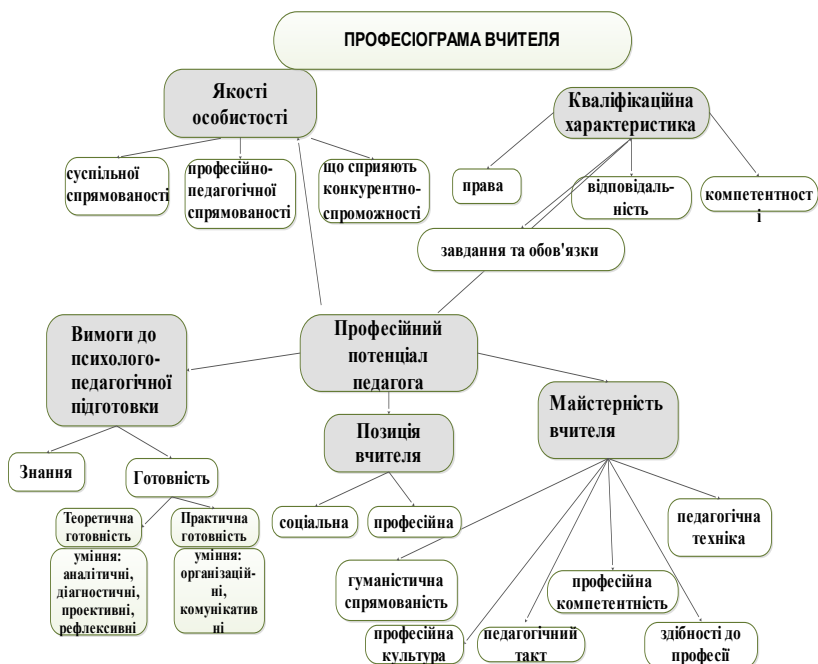 ПРОФЕСІОГРАМА ВЧИТЕЛЯ
Якості
особистості
Кваліфікаційна
характеристика
суспільної
спрямованості
професійно-
педагогічної
спрямованості
що сприяють
конкурентно-
спроможності
права
відповідаль-
ність
компетентност
і
завдання та обов'язки
Вимоги до
психолого-
педагогічної
підготовки
Професійний
потенціал
педагога
Майстерність
вчителя
Позиція
вчителя
Знання
Готовність
Теоретична
готовність
Практична
готовність
уміння:
аналітичні,
діагностичні,
проективні,
рефлексивні
уміння:
організацій-
ні,
комунікатив
ні
соціальна
професійна
педагогічна
техніка
гуманістична
спрямованість
професійна
компетентність
професійна
культура
педагогічний
такт
здібності до
професії